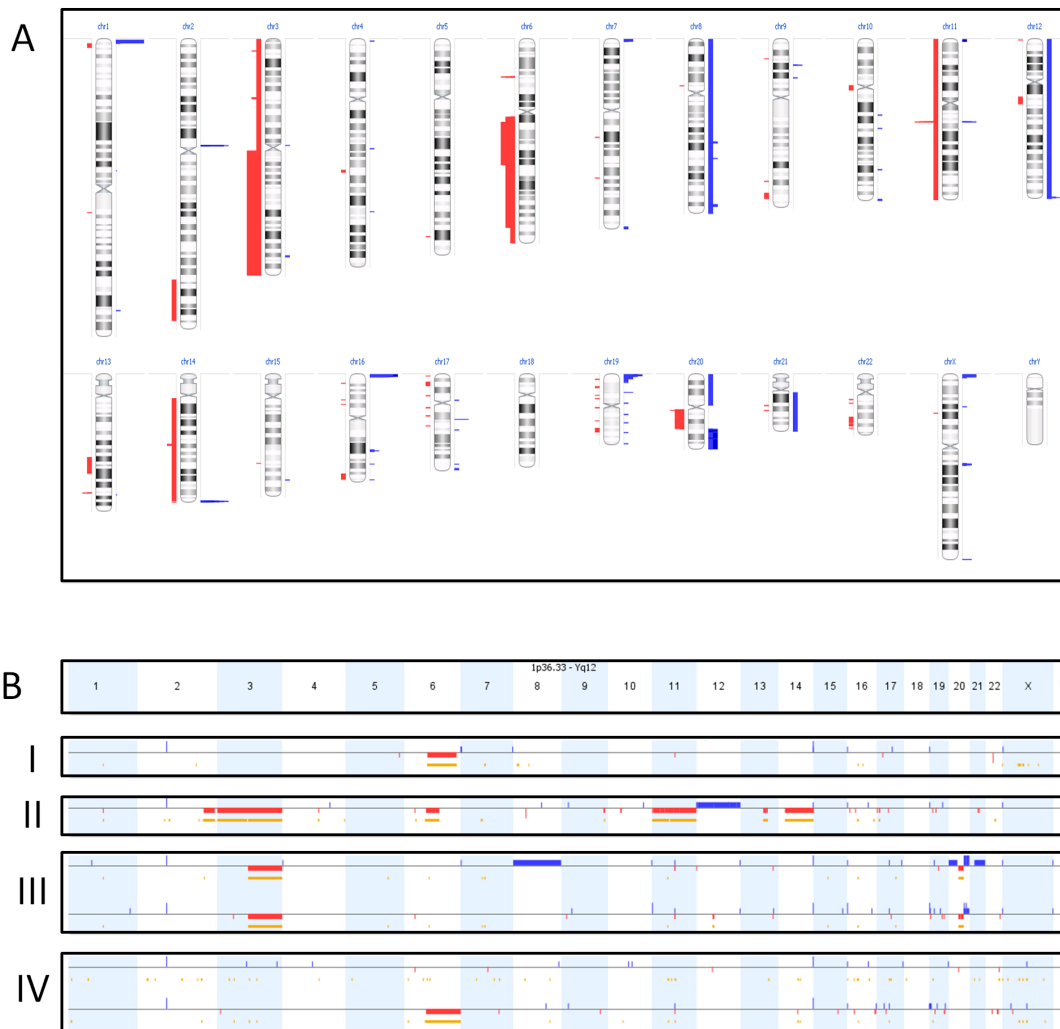 A
chr1 chr2 chr3 chr4 chr5 chr6 chr7 chr8 chr9 chr10 chr11 chr12
chr13 chr14 chr15 chr16 chr17 chr18 chr19 chr20 chr21 chr22 chrX chrY
B
1p36.33 - Yq12
1 2 3 4 5 6 7 8 9 10 11 12 13 14 15 16 17 18 19 20 21 22 X
I
II
III
IV